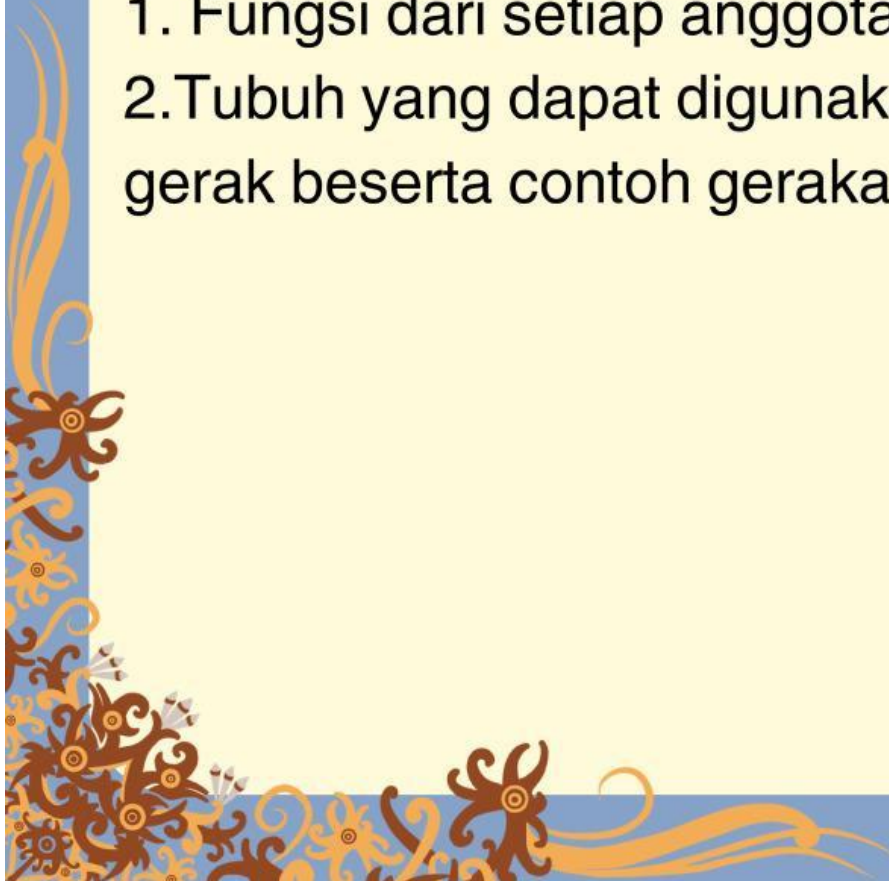 1. Fungsi dari setiap anggota
2.Tubuh yang dapat digunak
gerak beserta contoh geraka